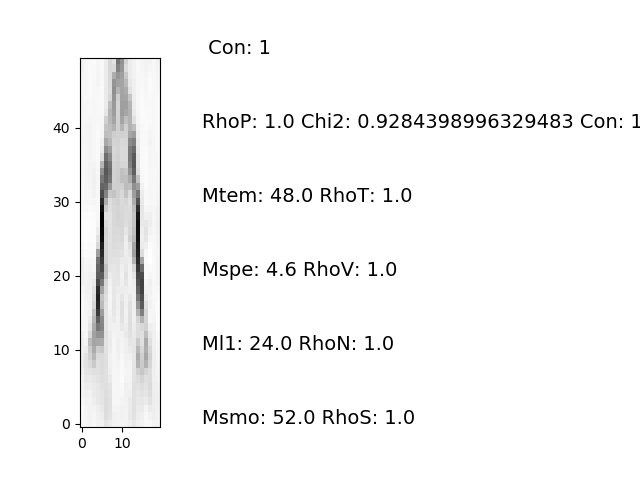 Con: 1
RhoP: 1.0 Chi2: 0.9284398996329483 Con: 1
Mtem: 48.0 RhoT: 1.0
Mspe: 4.6 RhoV: 1.0
Ml1: 24.0 RhoN: 1.0
Msmo: 52.0 RhoS: 1.0
40
30
20
10
0
0 10